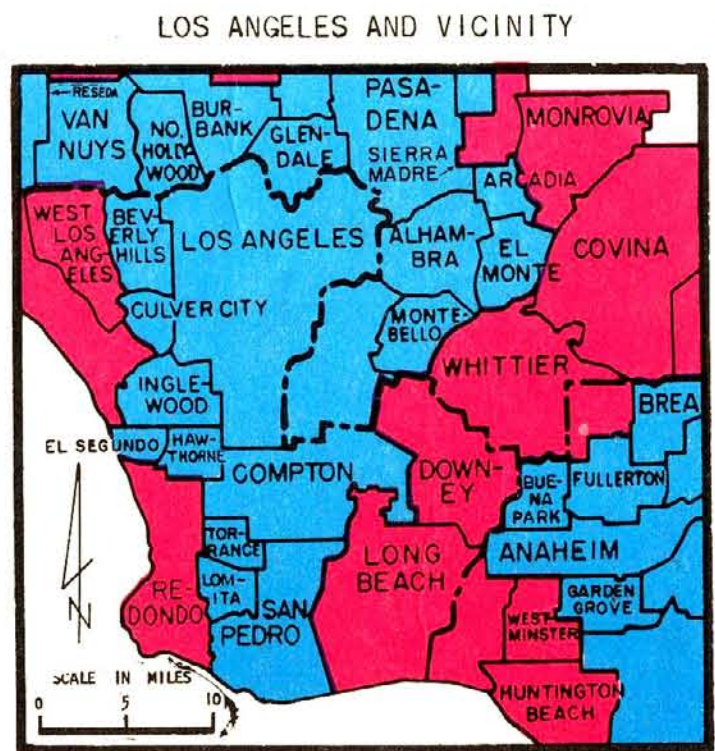 LOS ANGELES AND VICINITY
RESEDA
VAN
NUYS
NO.
HOLLY
WOOD
BUR-
BANK
GLEN-
DALE
PASA-
DENA
SIERRA
MADRE
MONROVIA
ARCADIA
WEST
LOS
ANG-
ELES
BEV-
ERLY
HILLS
LOS ANGELES
ALHAM-
BRA
EL
MONTE
COVINA
CULVER CITY
MONTE-
BELLO
WHITTIER
INGLE-
WOOD
BREA
EL SEGUNDO
HAW-
THORNE
COMPTON
DOWN-
EY
BUE-
NA
PARK
FULLERTON
TOR-
RANCE
LONG
BEACH
ANAHEIM
RE-
DONDO
LOM-
ITA
SAN
PEDRO
GARDEN
GROVE
WEST
MINSTER
N
SCALE IN MILES
0 5 10
HUNTINGTON
BEACH